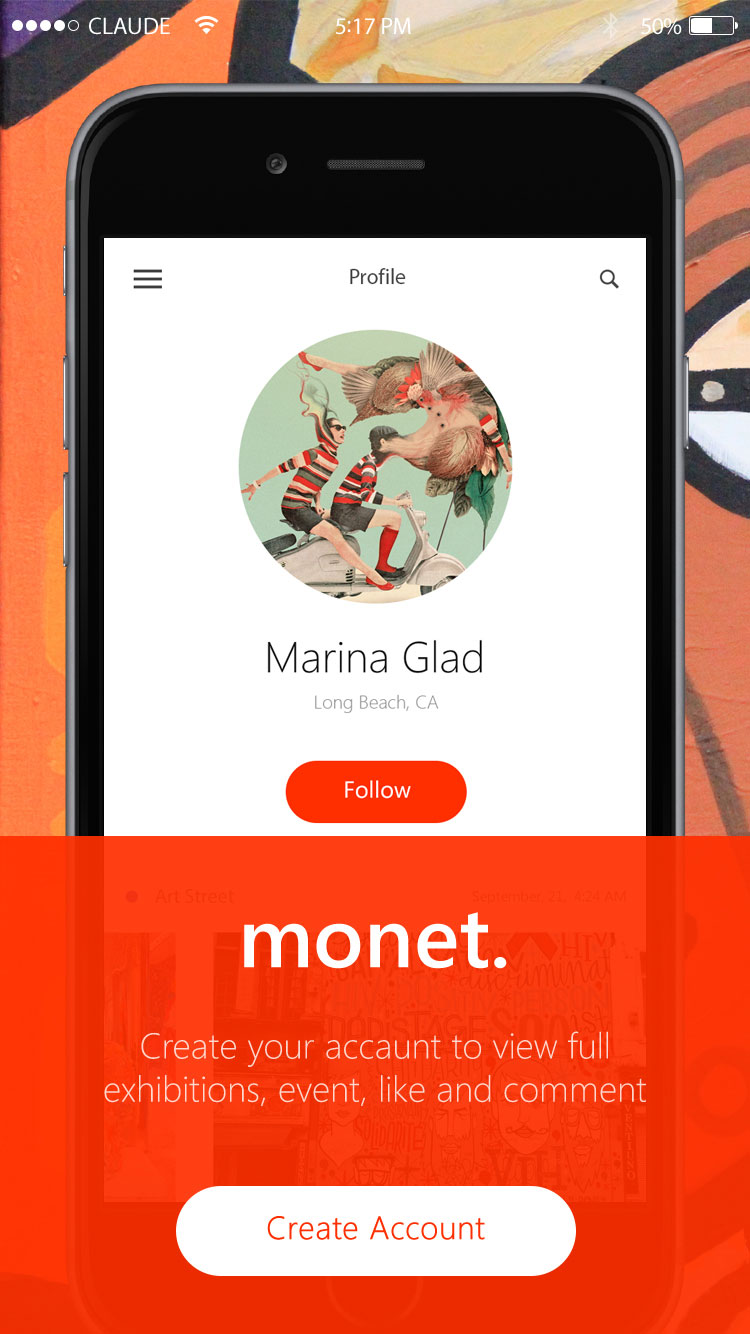 CLAUDE
5:17 PM
50%
Profile
Marina Glad
Long Beach, CA
Follow
Art Street
September, 21, 4:24 AM
monet.
Create your accaunt to view full
exhibitions, event, like and comment
Create Account